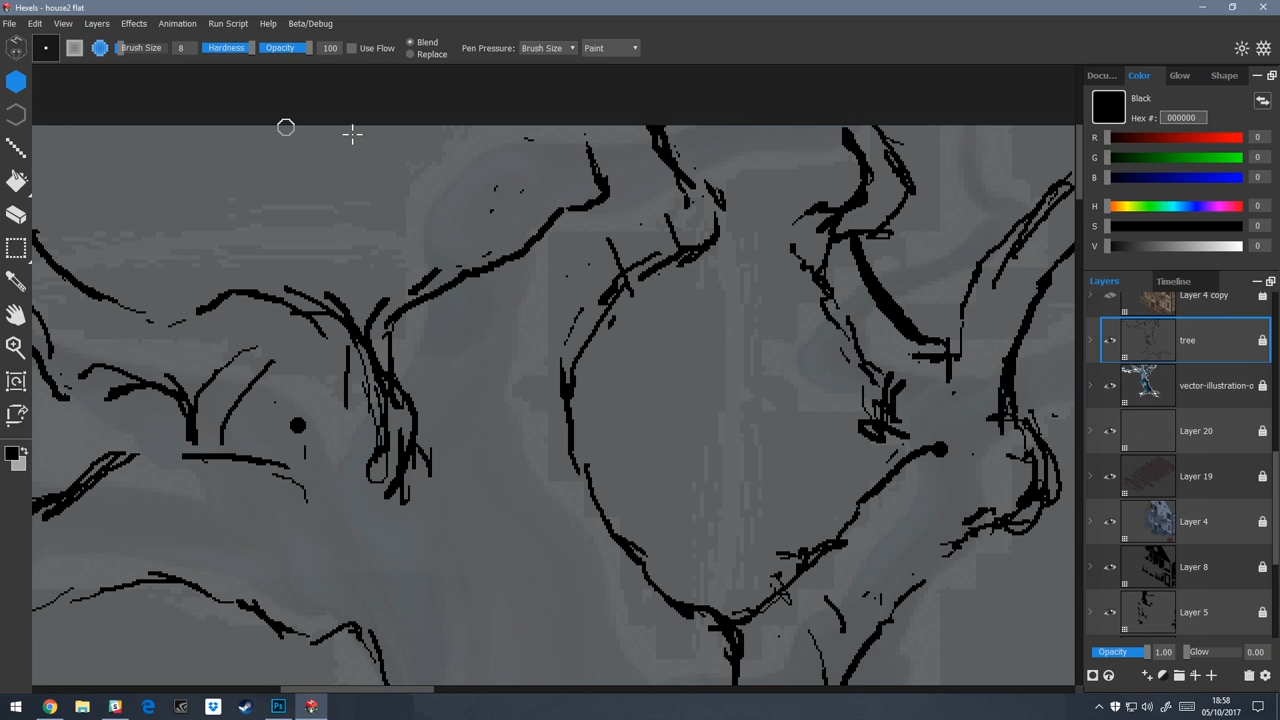 Hexels - house2 flat
File Edit View Layers Effects Animation Run Script Help Beta/Debug
Brush Size 8 Hardness Opacity 100 Use Flow Blend Replace Pen Pressure: Brush Size Paint
Docu... Color Glow Shape
Black
Hex #: 000000
R 0
G 0
B 0
H 0
S 0
V 0
Layers Timeline
Layer 4 copy
tree
vector-illustration-o
Layer 20
Layer 19
Layer 4
Layer 8
Layer 5
Opacity 1.00 Glow 0.00
Ps
18:58
05/10/2017